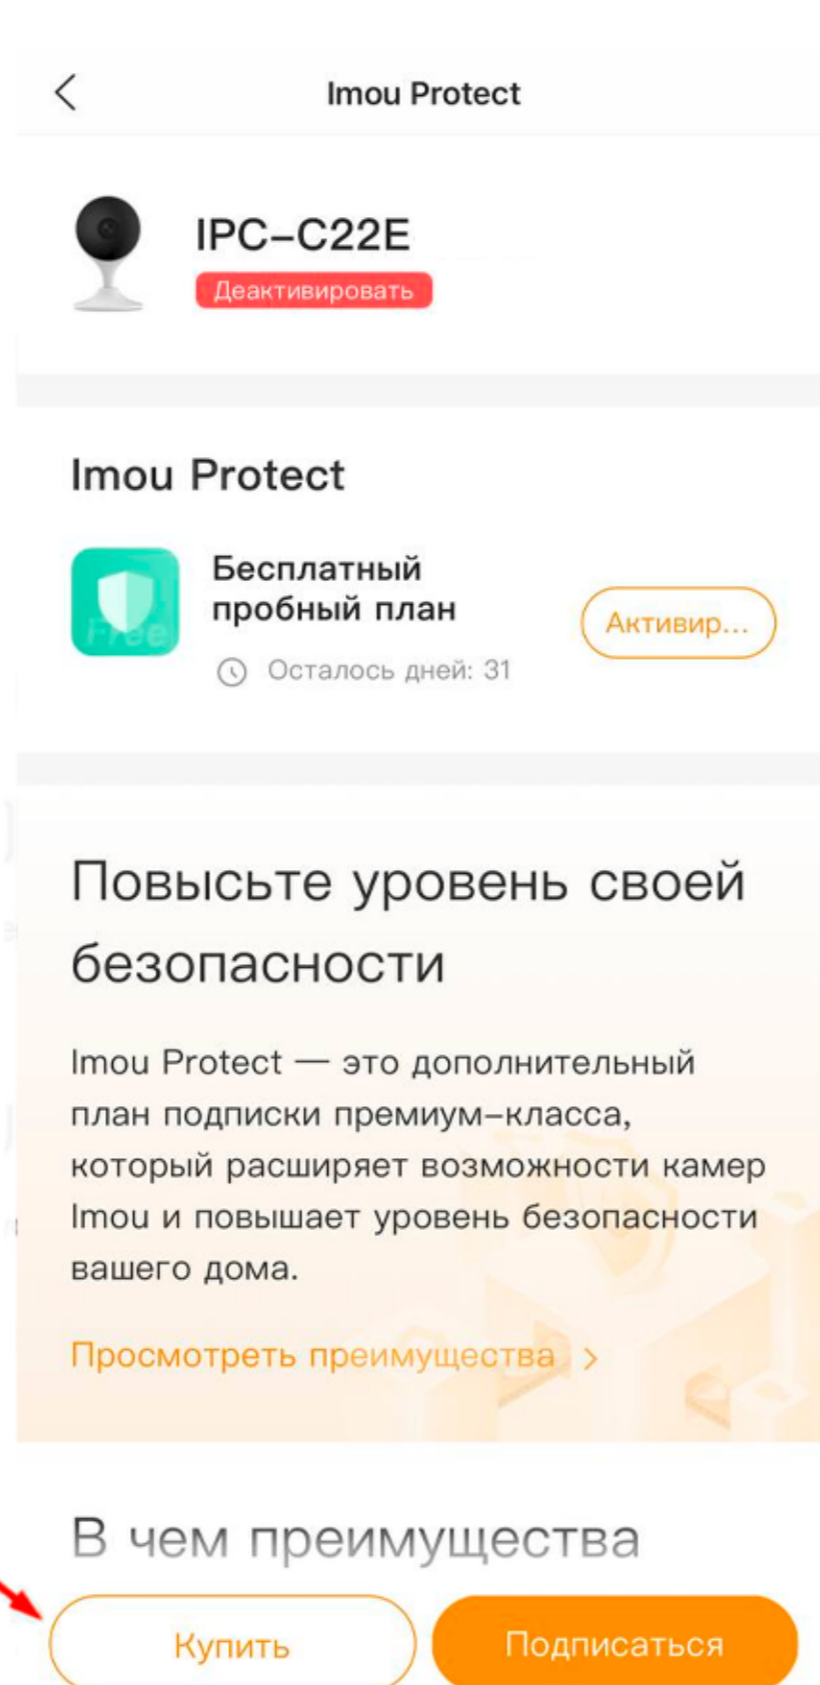 Imou Protect
IPC-C22E
Деактивировать
Imou Protect
Free
Бесплатный
пробный план
Активир...
Осталось дней: 31
Повысьте уровень своей
безопасности
Imou Protect — это дополнительный
план подписки премиум-класса,
который расширяет возможности камер
Imou и повышает уровень безопасности
вашего дома.
Просмотреть преимущества >
В чем преимущества
Купить
Подписаться